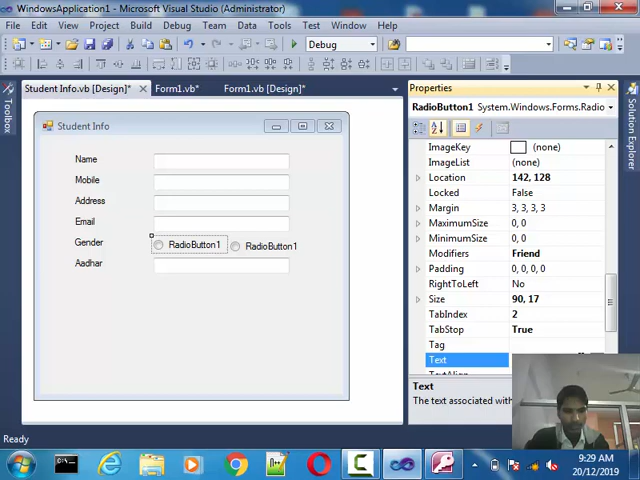 WindowsApplication1 - Microsoft Visual Studio (Administrator)
File Edit View Project Build Debug Team Data Tools Test Window Help
Debug
Student Info.vb [Design]* Form1.vb* Form1.vb [Design]*
Toolbox
Student Info
Name
Mobile
Address
Email
Gender RadioButton1 RadioButton1
Aadhar
Properties
RadioButton1 System.Windows.Forms.Radio
ImageKey (none)
ImageList (none)
Location 142, 128
Locked False
Margin 3, 3, 3, 3
MaximumSize 0, 0
MinimumSize 0, 0
Modifiers Friend
Padding 0, 0, 0, 0
RightToLeft No
Size 90, 17
TabIndex 2
TabStop True
Tag
Text
TextAlign
Text
The text associated with
Solution Explorer
Ready
9:29 AM
20/12/2019